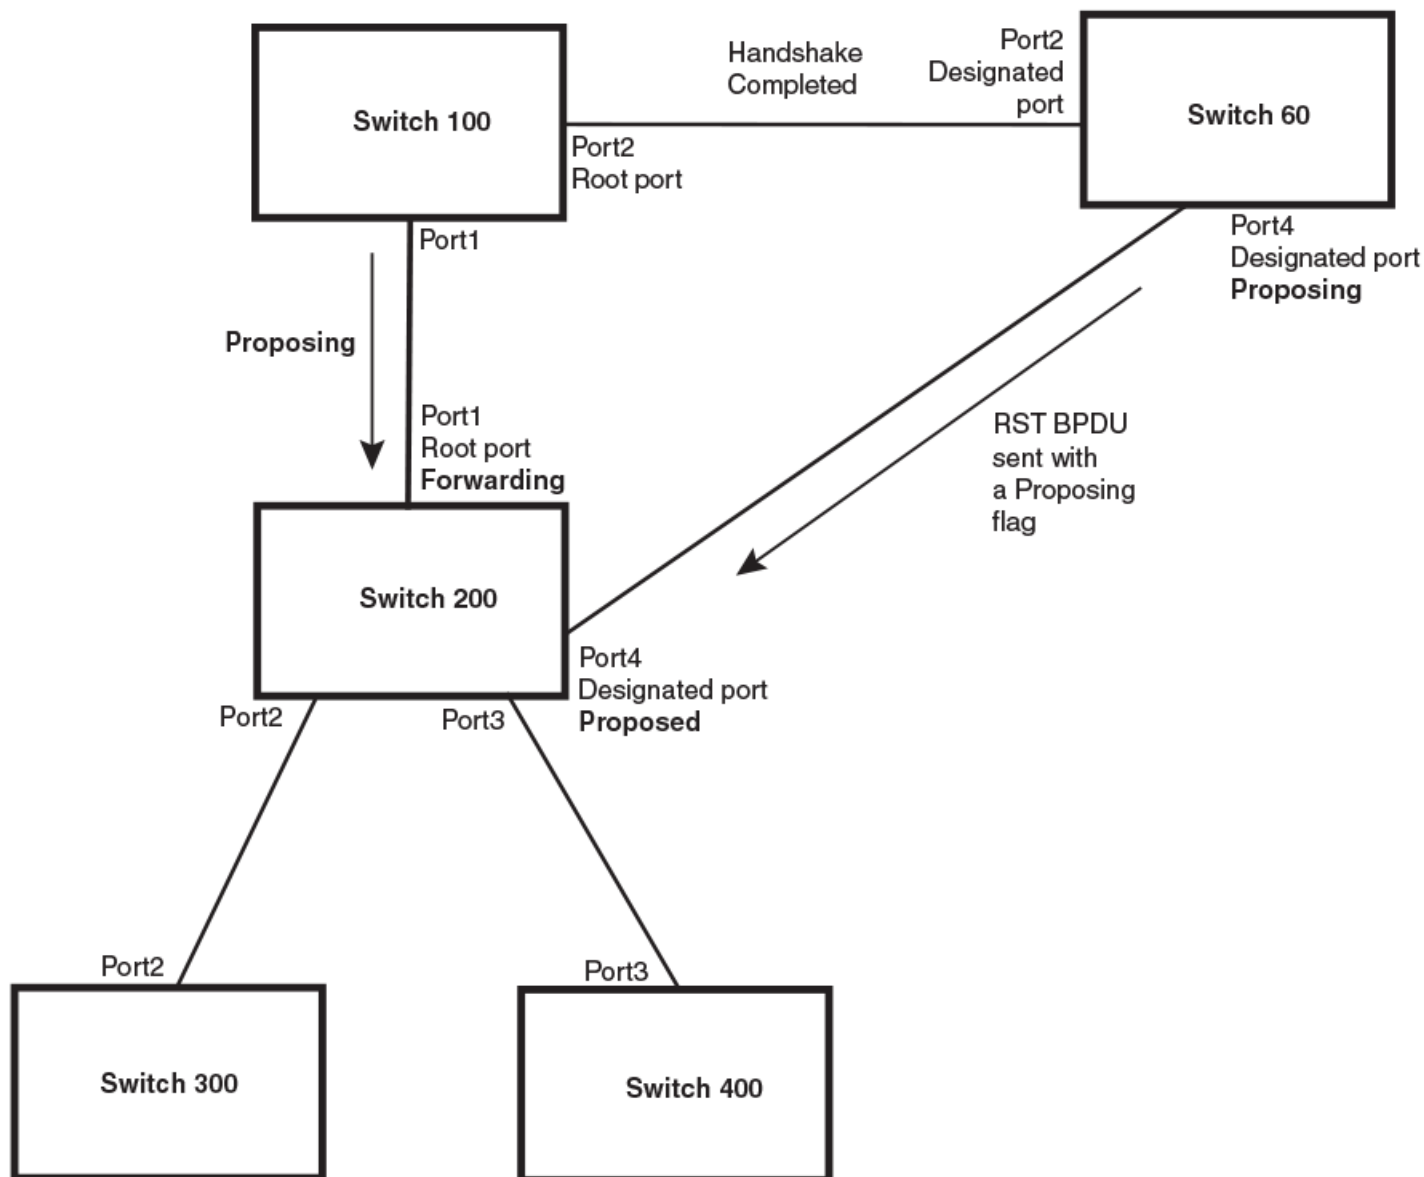 Switch 100
Handshake
Completed
Port2
Designated
port
Switch 60
Port2
Root port
Port1
Port4
Designated port
Proposing
Proposing
Port1
Root port
Forwarding
RST BPDU
sent with
a Proposing
flag
Switch 200
Port4
Designated port
Proposed
Port2
Port3
Port2
Port3
Switch 300
Switch 400